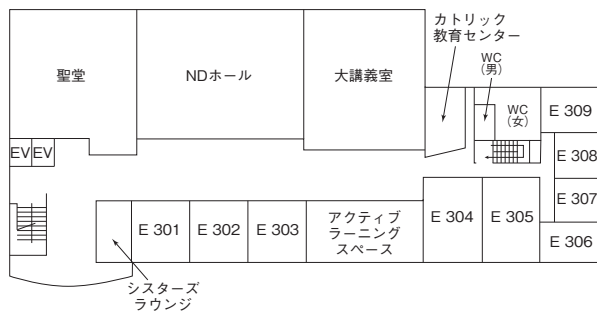 カトリック
教育センター
WC
(男)
聖堂
NDホール
大講義室
WC
(女)
E 309
EV EV
E 308
E 307
E 301
E 302
E 303
アクティブ
ラーニング
スペース
E 304
E 305
E 306
シスターズ
ラウンジ